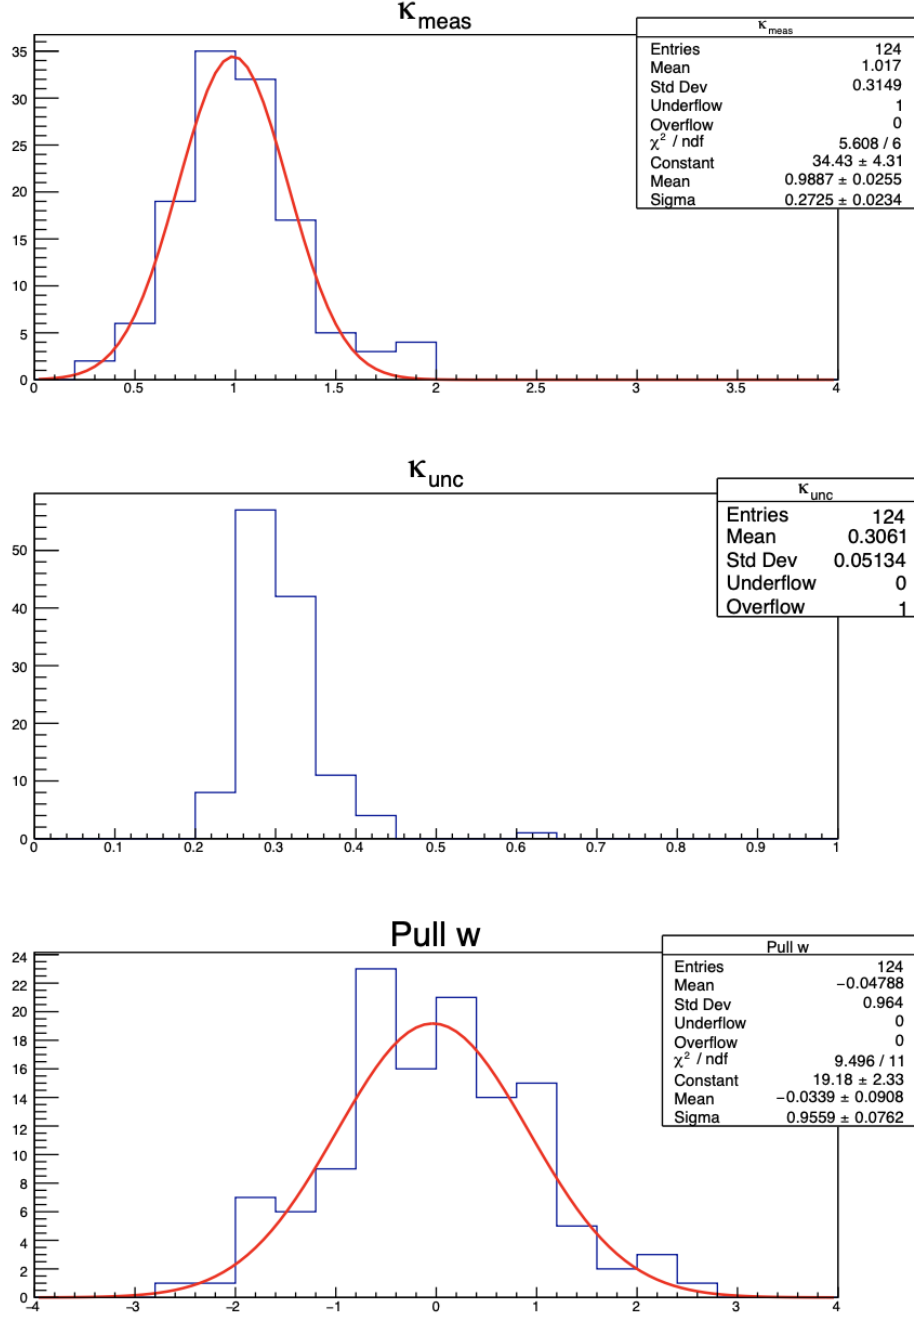 κmeas
κmeas
Entries 124
Mean 1.017
Std Dev 0.3149
Underflow 1
Overflow 0
χ² / ndf 5.608 / 6
Constant 34.43 ± 4.31
Mean 0.9887 ± 0.0255
Sigma 0.2725 ± 0.0234
35
30
25
20
15
10
5
0
0 0.5 1 1.5 2 2.5 3 3.5 4
κunc
κunc
Entries 124
Mean 0.3061
Std Dev 0.05134
Underflow 0
Overflow 1
50
40
30
20
10
0
0 0.1 0.2 0.3 0.4 0.5 0.6 0.7 0.8 0.9 1
Pull w
Pull w
Entries 124
Mean −0.04788
Std Dev 0.964
Underflow 0
Overflow 0
χ² / ndf 9.496 / 11
Constant 19.18 ± 2.33
Mean −0.0339 ± 0.0908
Sigma 0.9559 ± 0.0762
24
22
20
18
16
14
12
10
8
6
4
2
0
−4 −3 −2 −1 0 1 2 3 4